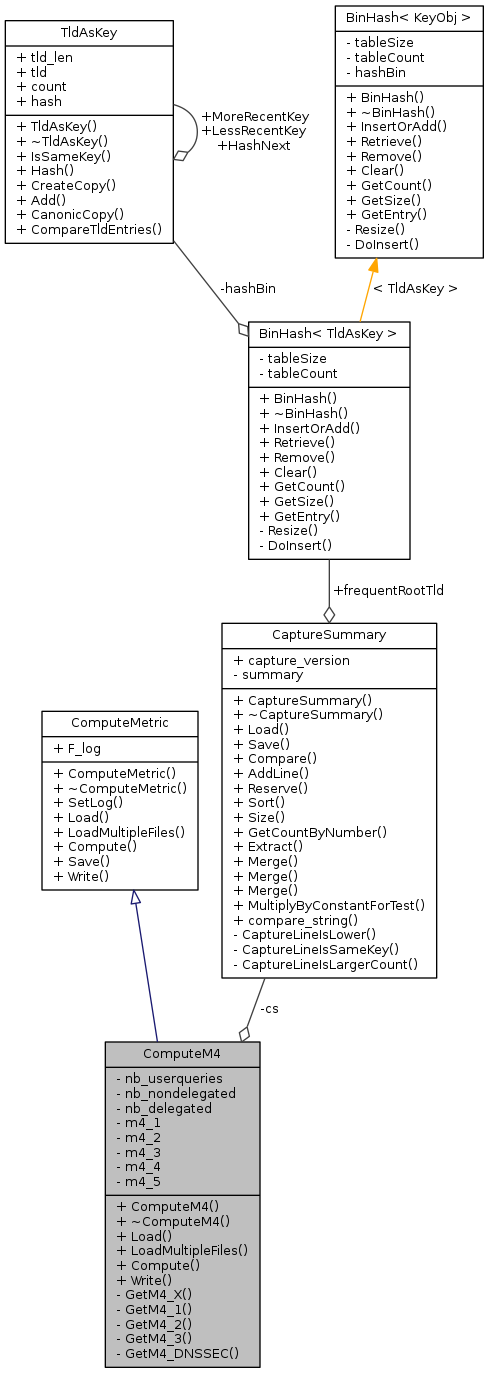 TldAsKey
+ tld_len
+ tld
+ count
+ hash
+ TldAsKey()
+ ~TldAsKey()
+ IsSameKey()
+ Hash()
+ CreateCopy()
+ Add()
+ CanonicCopy()
+ CompareTldEntries()
+MoreRecentKey
+LessRecentKey
+HashNext
BinHash< KeyObj >
- tableSize
- tableCount
- hashBin
+ BinHash()
+ ~BinHash()
+ InsertOrAdd()
+ Retrieve()
+ Remove()
+ Clear()
+ GetCount()
+ GetSize()
+ GetEntry()
- Resize()
- DoInsert()
-hashBin
< TldAsKey >
BinHash< TldAsKey >
- tableSize
- tableCount
+ BinHash()
+ ~BinHash()
+ InsertOrAdd()
+ Retrieve()
+ Remove()
+ Clear()
+ GetCount()
+ GetSize()
+ GetEntry()
- Resize()
- DoInsert()
+frequentRootTld
CaptureSummary
+ capture_version
- summary
+ CaptureSummary()
+ ~CaptureSummary()
+ Load()
+ Save()
+ Compare()
+ AddLine()
+ Reserve()
+ Sort()
+ Size()
+ GetCountByNumber()
+ Extract()
+ Merge()
+ Merge()
+ Merge()
+ MultiplyByConstantForTest()
+ compare_string()
- CaptureLineIsLower()
- CaptureLineIsSameKey()
- CaptureLineIsLargerCount()
ComputeMetric
+ F_log
+ ComputeMetric()
+ ~ComputeMetric()
+ SetLog()
+ Load()
+ LoadMultipleFiles()
+ Compute()
+ Save()
+ Write()
-cs
ComputeM4
- nb_userqueries
- nb_nondelegated
- nb_delegated
- m4_1
- m4_2
- m4_3
- m4_4
- m4_5
+ ComputeM4()
+ ~ComputeM4()
+ Load()
+ LoadMultipleFiles()
+ Compute()
+ Write()
- GetM4_X()
- GetM4_1()
- GetM4_2()
- GetM4_3()
- GetM4_DNSSEC()